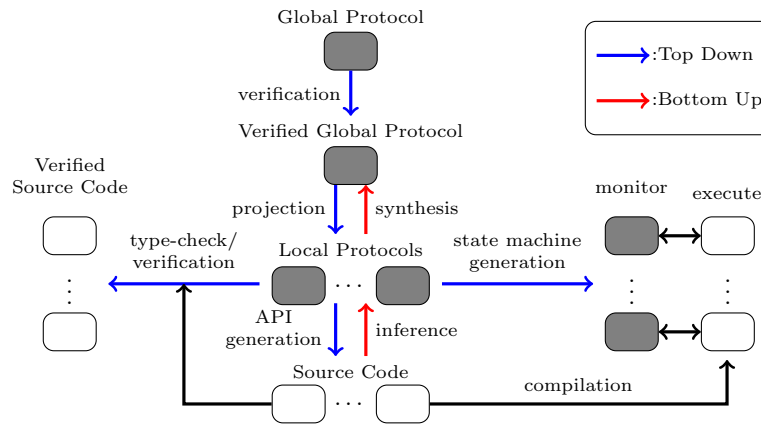 Global Protocol
:Top Down
verification
:Bottom Up
Verified Global Protocol
Verified
Source Code
monitor
execute
projection
synthesis
type-check/
verification
Local Protocols
state machine
generation
...
API
generation
inference
Source Code
...
compilation